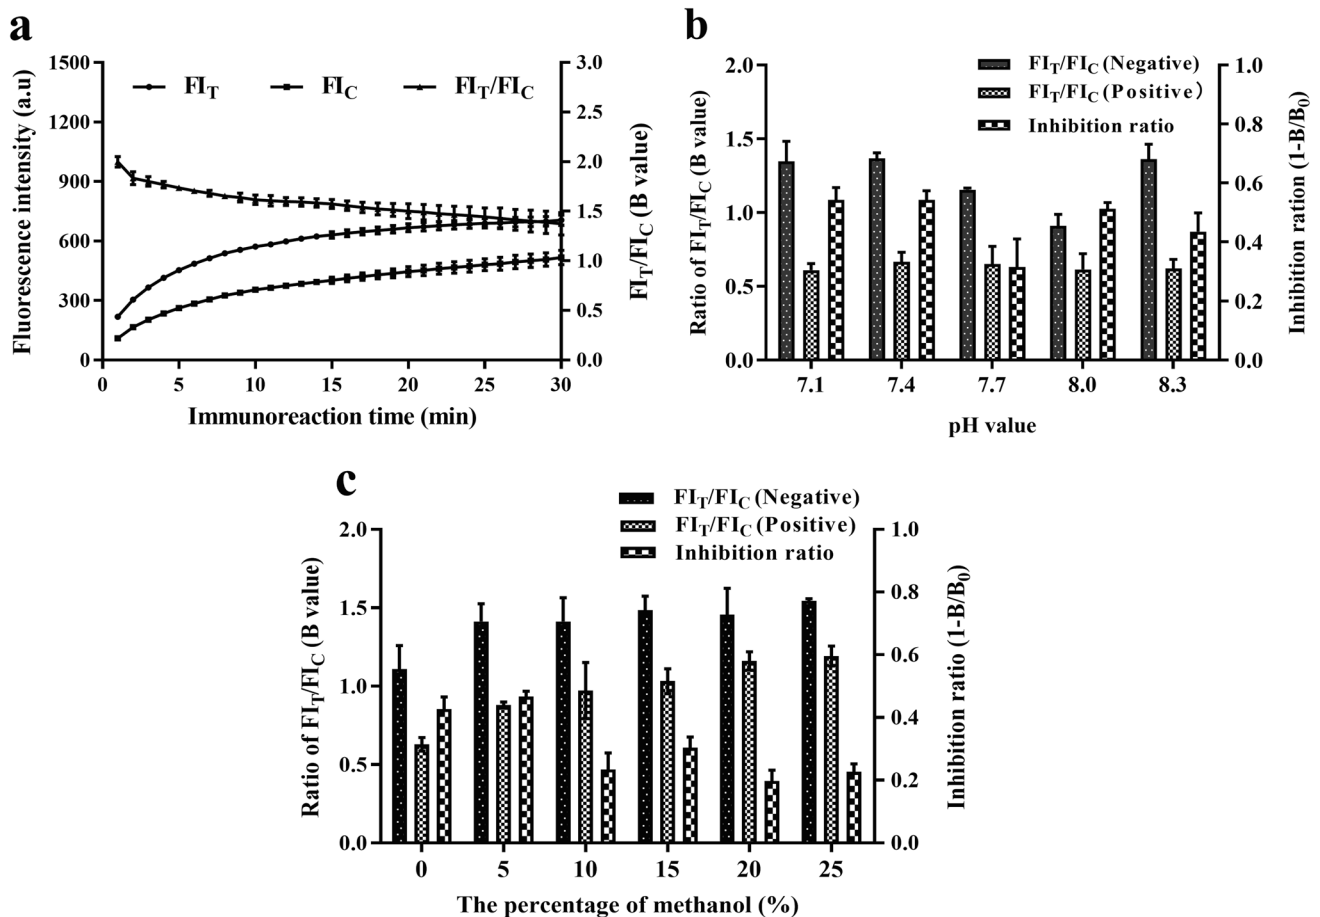 a
1500
1200
900
600
300
0
Fluorescence intensity (a.u)
FIT
FIC
FIT/FIC
3.0
2.5
2.0
1.5
1.0
0.5
0.0
FIT/FIC (B value)
0 5 10 15 20 25 30
Immunoreaction time (min)
b
FIT/FIC (Negative)
FIT/FIC (Positive)
Inhibition ratio
2.0
1.5
1.0
0.5
0.0
Ratio of FIT/FIC (B value)
1.0
0.8
0.6
0.4
0.2
0.0
Inhibition ration (1-B/B0)
7.1 7.4 7.7 8.0 8.3
pH value
c
FIT/FIC (Negative)
FIT/FIC (Positive)
Inhibition ratio
2.0
1.5
1.0
0.5
0.0
Ratio of FIT/FIC (B value)
1.0
0.8
0.6
0.4
0.2
0.0
Inhibition ratio (1-B/B0)
0 5 10 15 20 25
The percentage of methanol (%)